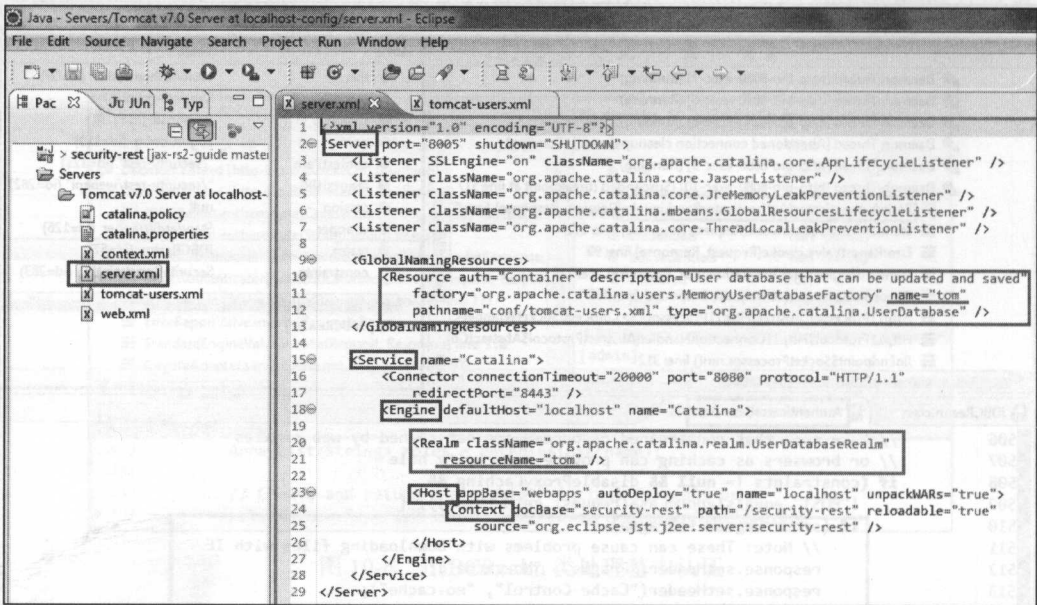 Java - Servers/Tomcat v7.0 Server at localhost-config/server.xml - Eclipse
File Edit Source Navigate Search Project Run Window Help
Pac JUn Typ
> security-rest [jax-rs2-guide master
Servers
Tomcat v7.0 Server at localhost-
catalina.policy
catalina.properties
context.xml
server.xml
tomcat-users.xml
web.xml
server.xml tomcat-users.xml
1 <?xml version="1.0" encoding="UTF-8"?>
2 <Server port="8005" shutdown="SHUTDOWN">
3 <Listener SSLEngine="on" className="org.apache.catalina.core.AprLifecycleListener" />
4 <Listener className="org.apache.catalina.core.JasperListener" />
5 <Listener className="org.apache.catalina.core.JreMemoryLeakPreventionListener" />
6 <Listener className="org.apache.catalina.mbeans.GlobalResourcesLifecycleListener" />
7 <Listener className="org.apache.catalina.core.ThreadLocalLeakPreventionListener" />
8
9 <GlobalNamingResources>
10 <Resource auth="Container" description="User database that can be updated and saved"
11 factory="org.apache.catalina.users.MemoryUserDatabaseFactory" name="tom"
12 pathname="conf/tomcat-users.xml" type="org.apache.catalina.UserDatabase" />
13 </GlobalNamingResources>
14
15 <Service name="Catalina">
16 <Connector connectionTimeout="20000" port="8080" protocol="HTTP/1.1"
17 redirectPort="8443" />
18 <Engine defaultHost="localhost" name="Catalina">
19
20 <Realm className="org.apache.catalina.realm.UserDatabaseRealm"
21 resourceName="tom" />
22
23 <Host appBase="webapps" autoDeploy="true" name="localhost" unpackWARs="true">
24 <Context docBase="security-rest" path="/security-rest" reloadable="true"
25 source="org.eclipse.jst.j2ee.server:security-rest" />
26 </Host>
27 </Engine>
28 </Service>
29 </Server>